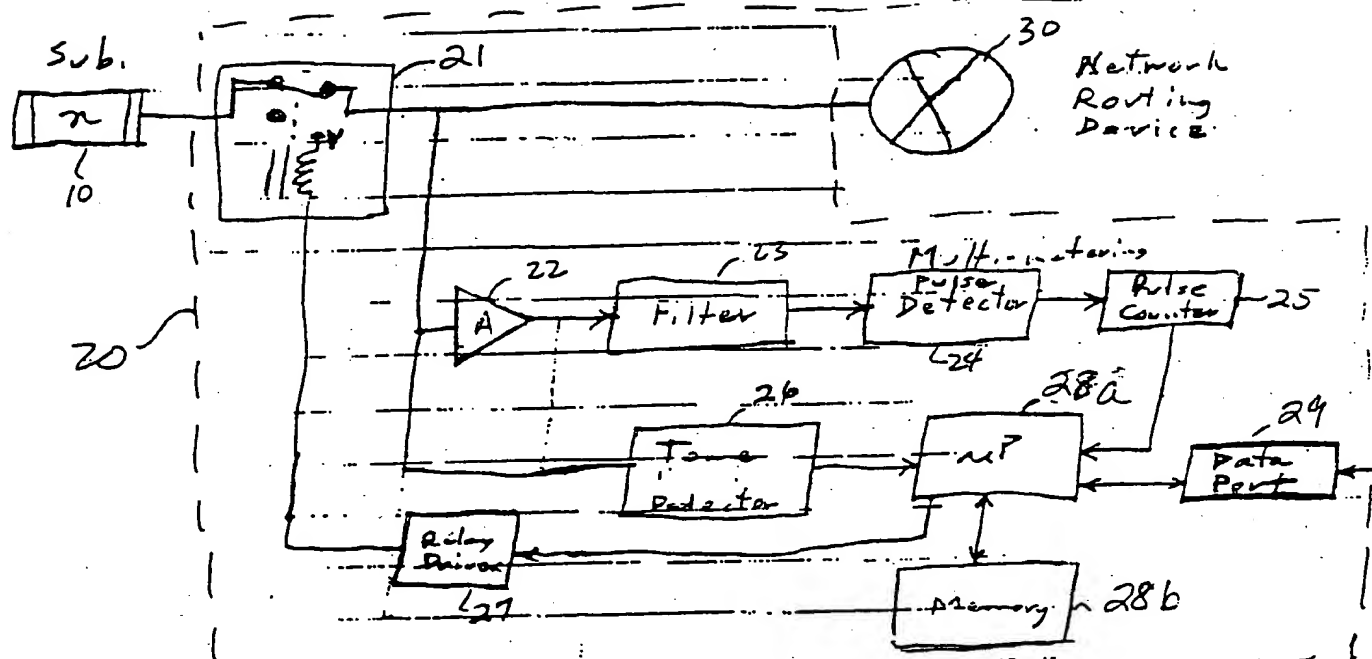 Sub.
n
10
21
+V
30
Network
Routing
Device
20
22
A
23
Filter
Multi-metering
Pulse
Detector
24
Pulse
Counter
25
26
Tone
Detector
28a
μP
29
Data
Port
Relay
Driver
27
Memory
28b